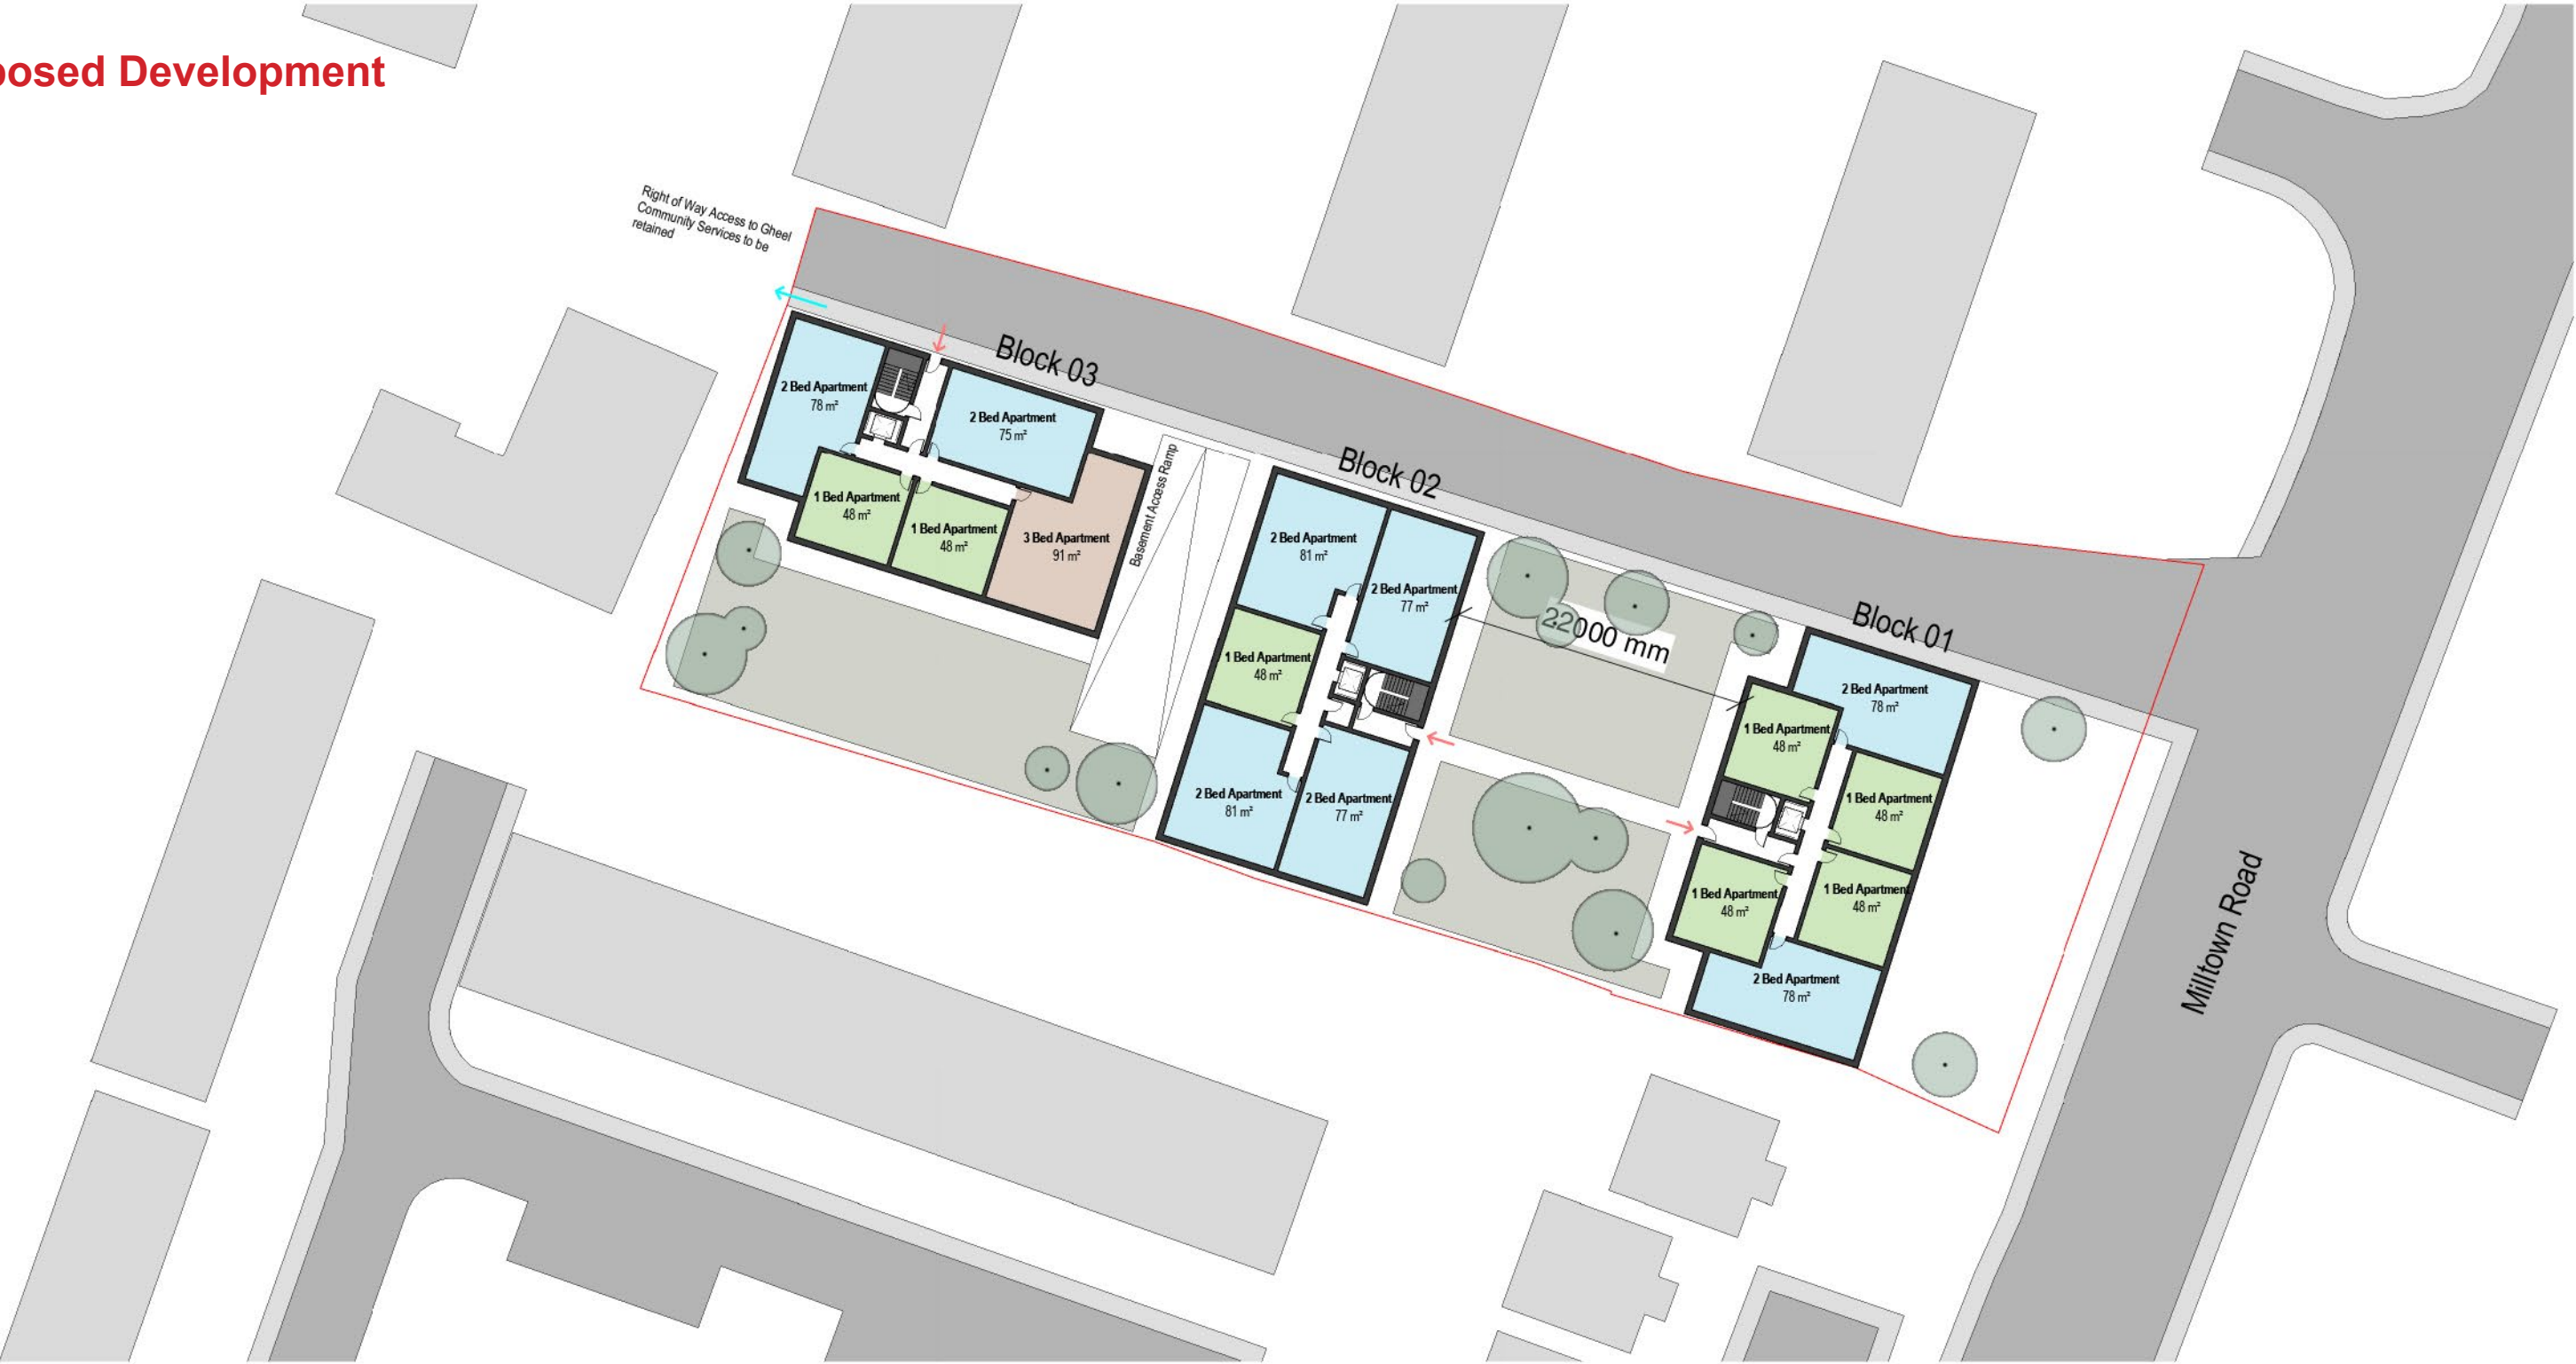 posed Development
Right of Way Access to Gheel
Community Services to be
retained
Block 03
2 Bed Apartment
78 m²
2 Bed Apartment
75 m²
1 Bed Apartment
48 m²
1 Bed Apartment
48 m²
3 Bed Apartment
91 m²
Basement Access Ramp
Block 02
2 Bed Apartment
81 m²
2 Bed Apartment
77 m²
1 Bed Apartment
48 m²
2 Bed Apartment
81 m²
2 Bed Apartment
77 m²
22000 mm
Block 01
2 Bed Apartment
78 m²
1 Bed Apartment
48 m²
1 Bed Apartment
48 m²
1 Bed Apartment
48 m²
1 Bed Apartment
48 m²
2 Bed Apartment
78 m²
Milltown Road